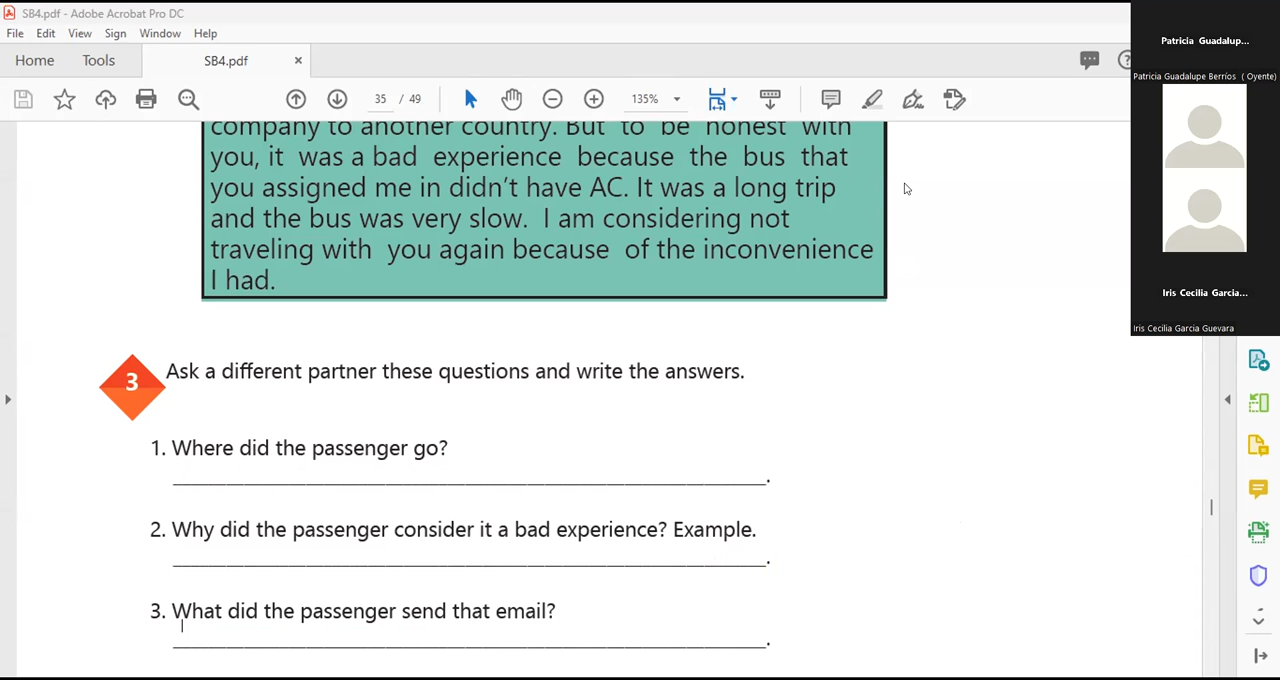 SB4.pdf - Adobe Acrobat Pro DC
File Edit View Sign Window Help
Home Tools SB4.pdf ×
35 / 49 135%
company to another country. But to be honest with
you, it was a bad experience because the bus that
you assigned me in didn't have AC. It was a long trip
and the bus was very slow. I am considering not
traveling with you again because of the inconvenience
I had.
3 Ask a different partner these questions and write the answers.
1. Where did the passenger go?
2. Why did the passenger consider it a bad experience? Example.
3. What did the passenger send that email?
Patricia Guadalup...
Patricia Guadalupe Berríos ( Oyente)
Iris Cecilia Garcia...
Iris Cecilia Garcia Guevara